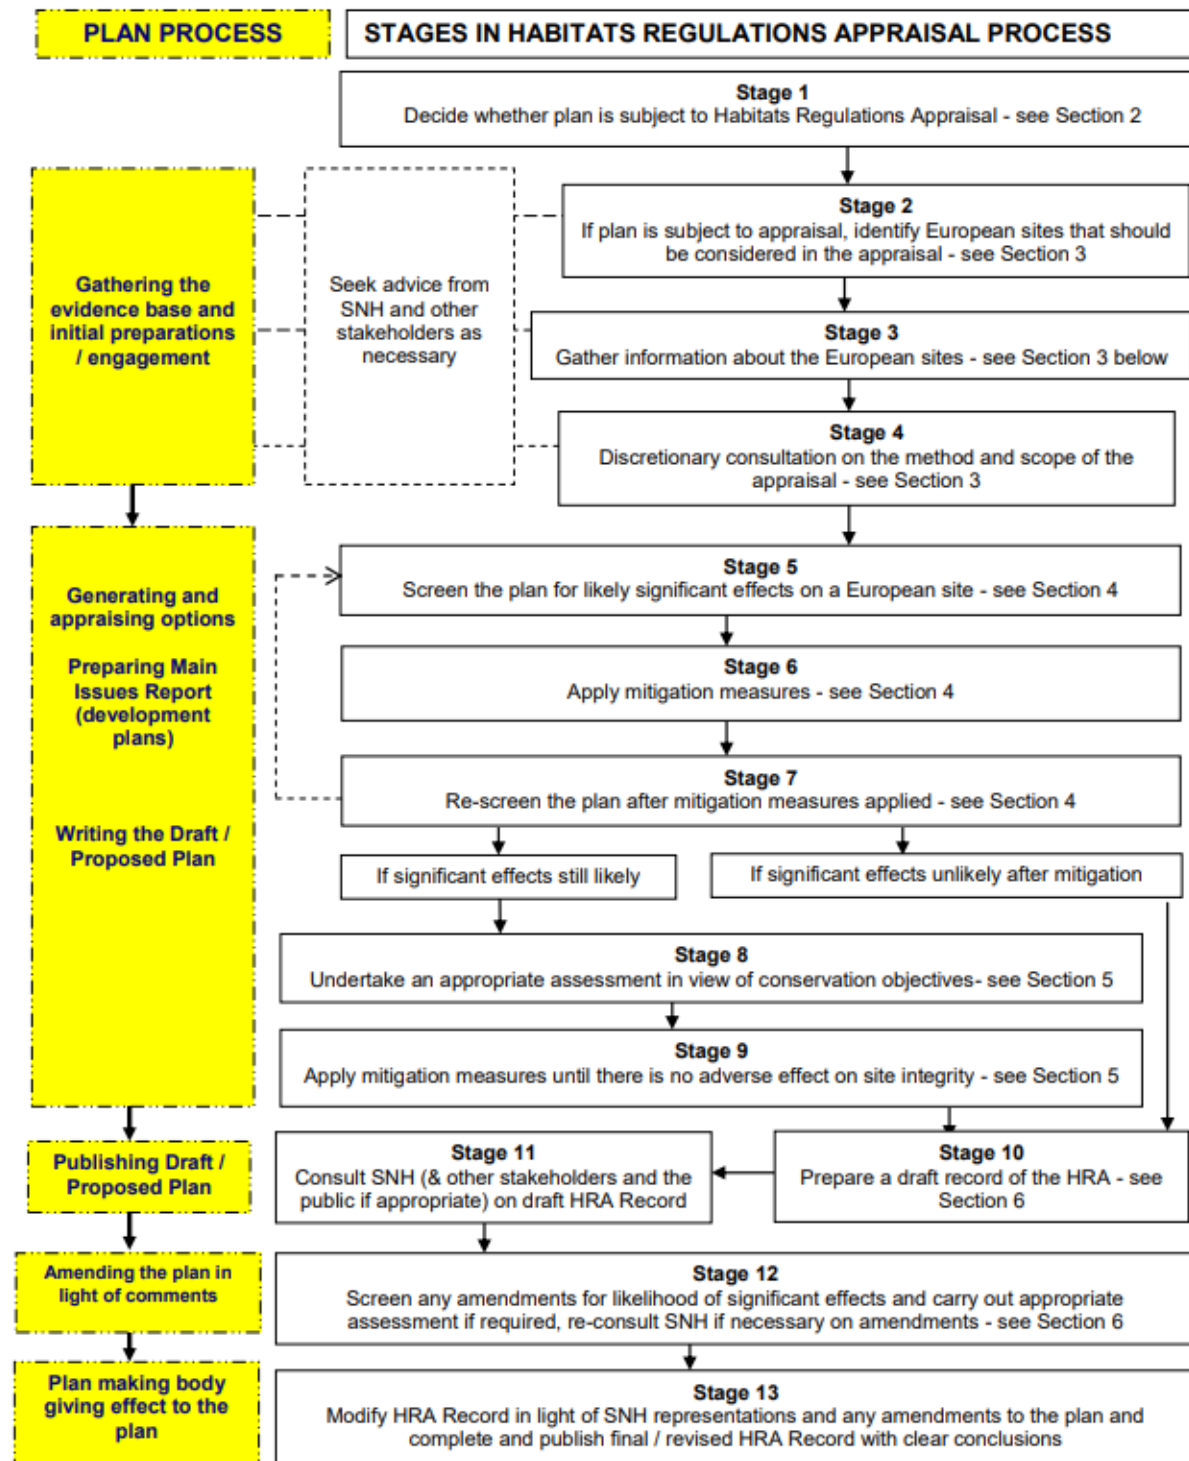 PLAN PROCESS
STAGES IN HABITATS REGULATIONS APPRAISAL PROCESS
Stage 1
Decide whether plan is subject to Habitats Regulations Appraisal - see Section 2
Gathering the
evidence base and
initial preparations
/ engagement
Seek advice from
SNH and other
stakeholders as
necessary
Stage 2
If plan is subject to appraisal, identify European sites that should
be considered in the appraisal - see Section 3
Stage 3
Gather information about the European sites - see Section 3 below
Stage 4
Discretionary consultation on the method and scope of the
appraisal - see Section 3
Generating and
appraising options
Preparing Main
Issues Report
(development
plans)
Writing the Draft /
Proposed Plan
Stage 5
Screen the plan for likely significant effects on a European site - see Section 4
Stage 6
Apply mitigation measures - see Section 4
Stage 7
Re-screen the plan after mitigation measures applied - see Section 4
If significant effects still likely
If significant effects unlikely after mitigation
Stage 8
Undertake an appropriate assessment in view of conservation objectives- see Section 5
Stage 9
Apply mitigation measures until there is no adverse effect on site integrity - see Section 5
Publishing Draft /
Proposed Plan
Stage 11
Consult SNH (& other stakeholders and the
public if appropriate) on draft HRA Record
Stage 10
Prepare a draft record of the HRA - see
Section 6
Amending the plan in
light of comments
Stage 12
Screen any amendments for likelihood of significant effects and carry out appropriate
assessment if required, re-consult SNH if necessary on amendments - see Section 6
Plan making body
giving effect to the
plan
Stage 13
Modify HRA Record in light of SNH representations and any amendments to the plan and
complete and publish final / revised HRA Record with clear conclusions